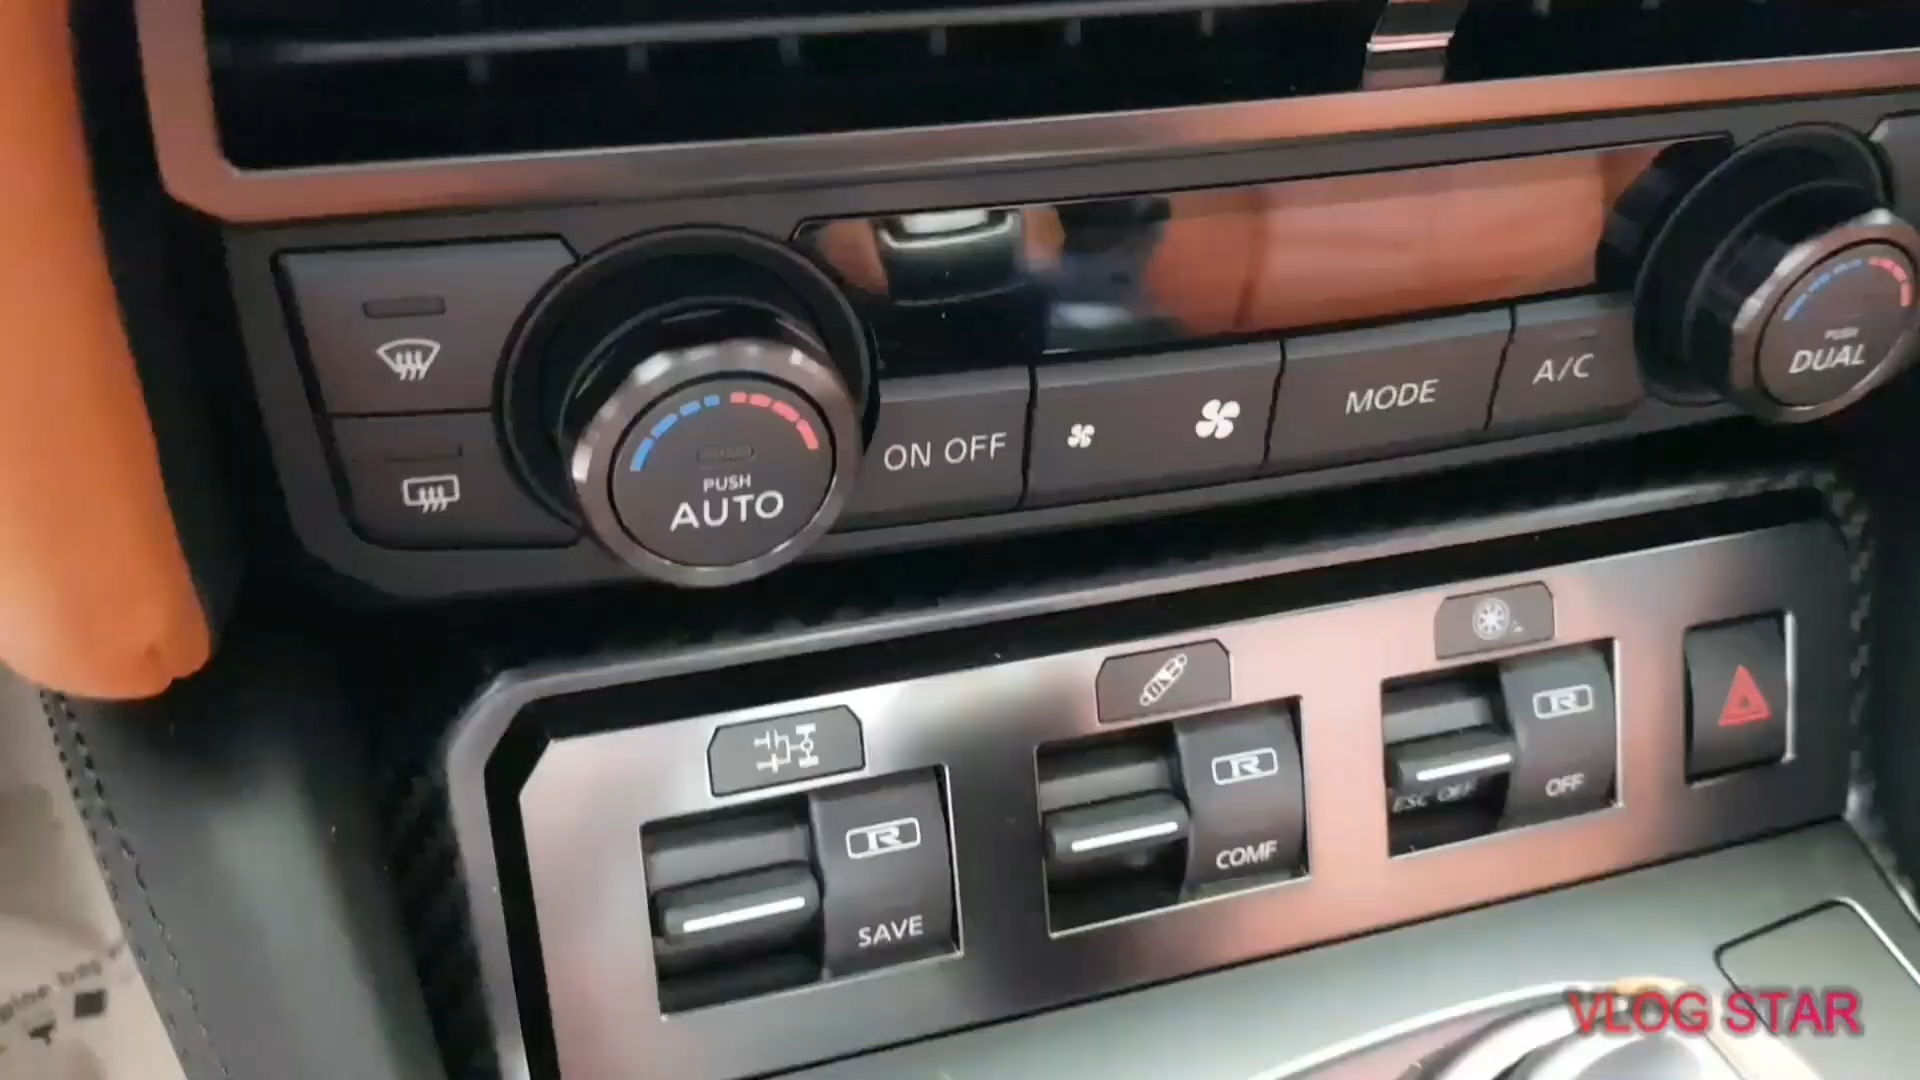 PUSH
AUTO
ON OFF
MODE
A/C
PUSH
DUAL
R
SAVE
R
COMF
R
ESC OFF
OFF
VLOG STAR